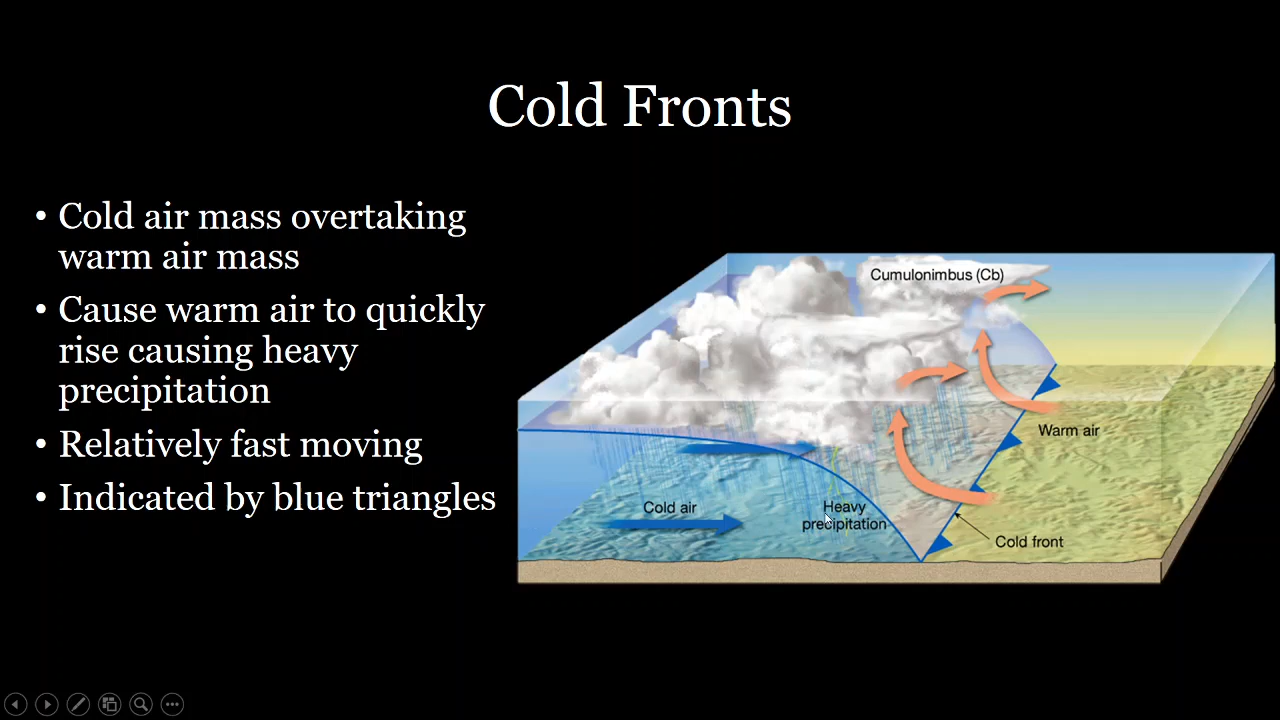 Cold Fronts
• Cold air mass overtaking
warm air mass
• Cause warm air to quickly
rise causing heavy
precipitation
• Relatively fast moving
• Indicated by blue triangles
Cumulonimbus (Cb)
Warm air
Cold air
Heavy
precipitation
Cold front